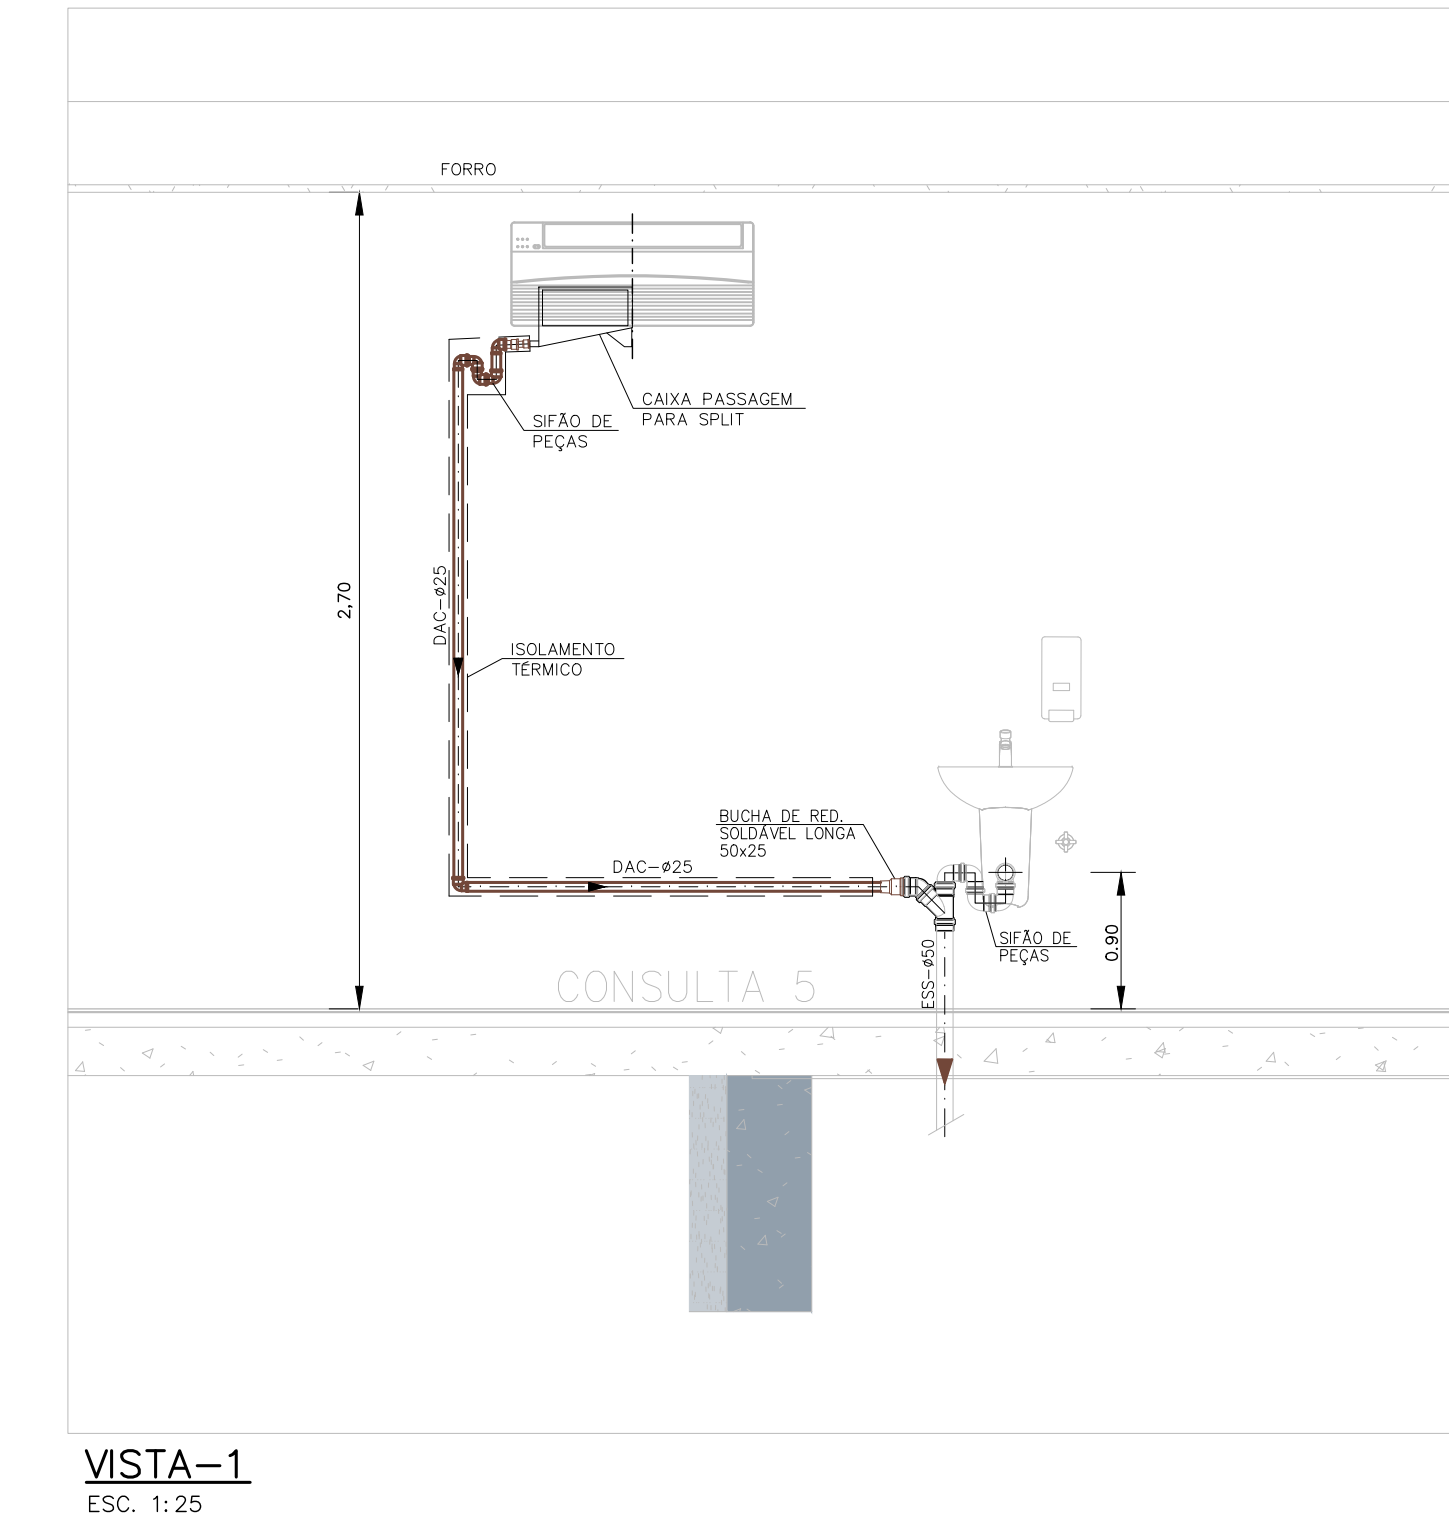 FORRO
CAIXA PASSAGEM
PARA SPLIT
SIFÃO DE
PEÇAS
2,70
DAC-ø25
ISOLAMENTO
TÉRMICO
BUCHA DE RED.
SOLDÁVEL LONGA
50x25
DAC-ø25
SIFÃO DE
PEÇAS
0.90
ESS-ø50
CONSULTA 5
VISTA-1
ESC. 1:25